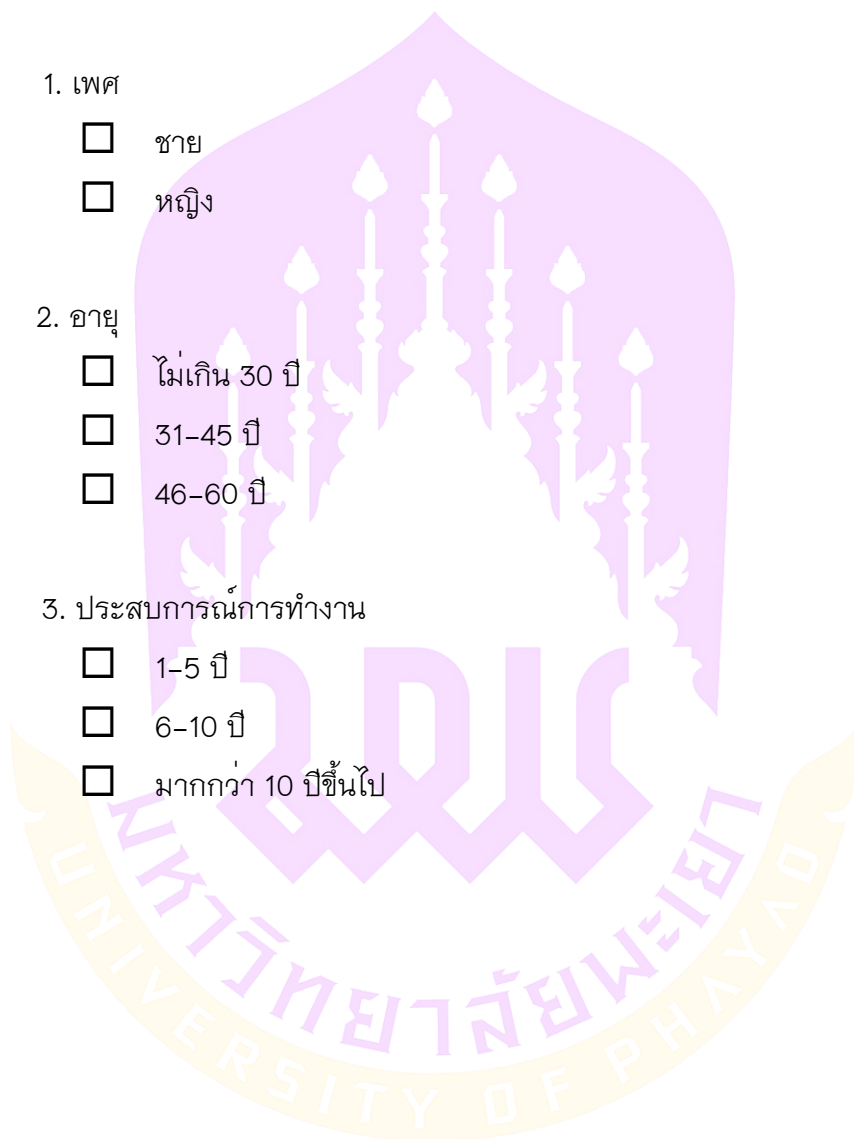 1. เพศ
☐ ชาย
☐ หญิง
2. อายุ
☐ ไม่เกิน 30 ปี
☐ 31-45 ปี
☐ 46-60 ปี
3. ประสบการณ์การทำงาน
☐ 1-5 ปี
☐ 6-10 ปี
☐ มากกว่า 10 ปีขึ้นไป
มหาวิทยาลัยพะเยา
UNIVERSITY OF PHAYAO